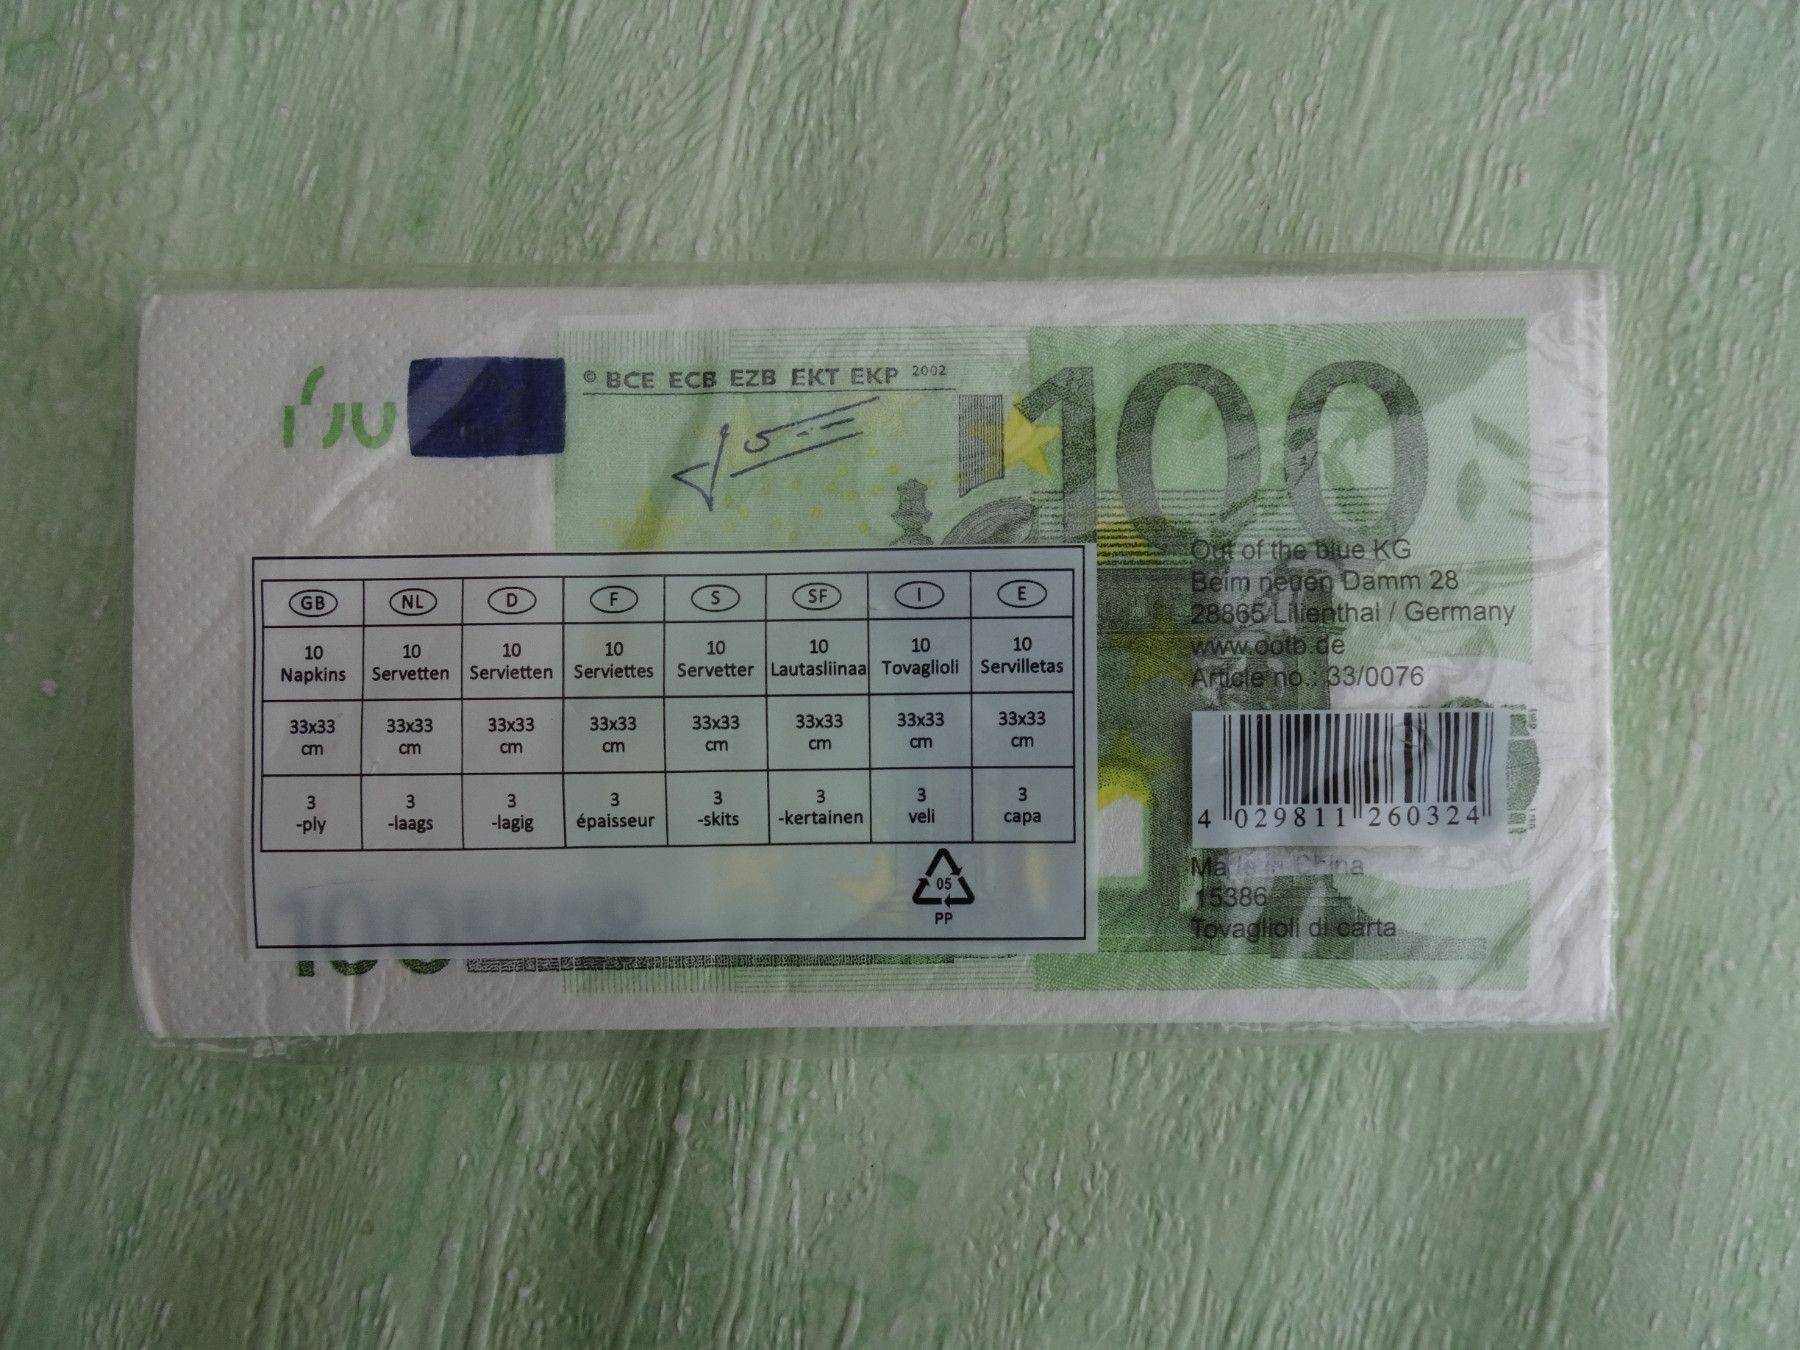 © BCE ECB EZB EKT EKP 2002
100
GB NL D F S SF I E
10 10 10 10 10 10 10 10
Napkins Servetten Servietten Serviettes Servetter Lautasliinaa Tovaglioli Servilletas
33x33 33x33 33x33 33x33 33x33 33x33 33x33 33x33
cm cm cm cm cm cm cm cm
3 3 3 3 3 3 3 3
-ply -laags -lagig épaisseur -skits -kertainen veli capa
05
PP
100
Out of the blue KG
Beim neuen Damm 28
28865 Lilienthal / Germany
www.ootb.de
Article no.: 33/0076
4 029811 260324
Made in China
15386
Tovaglioli di carta